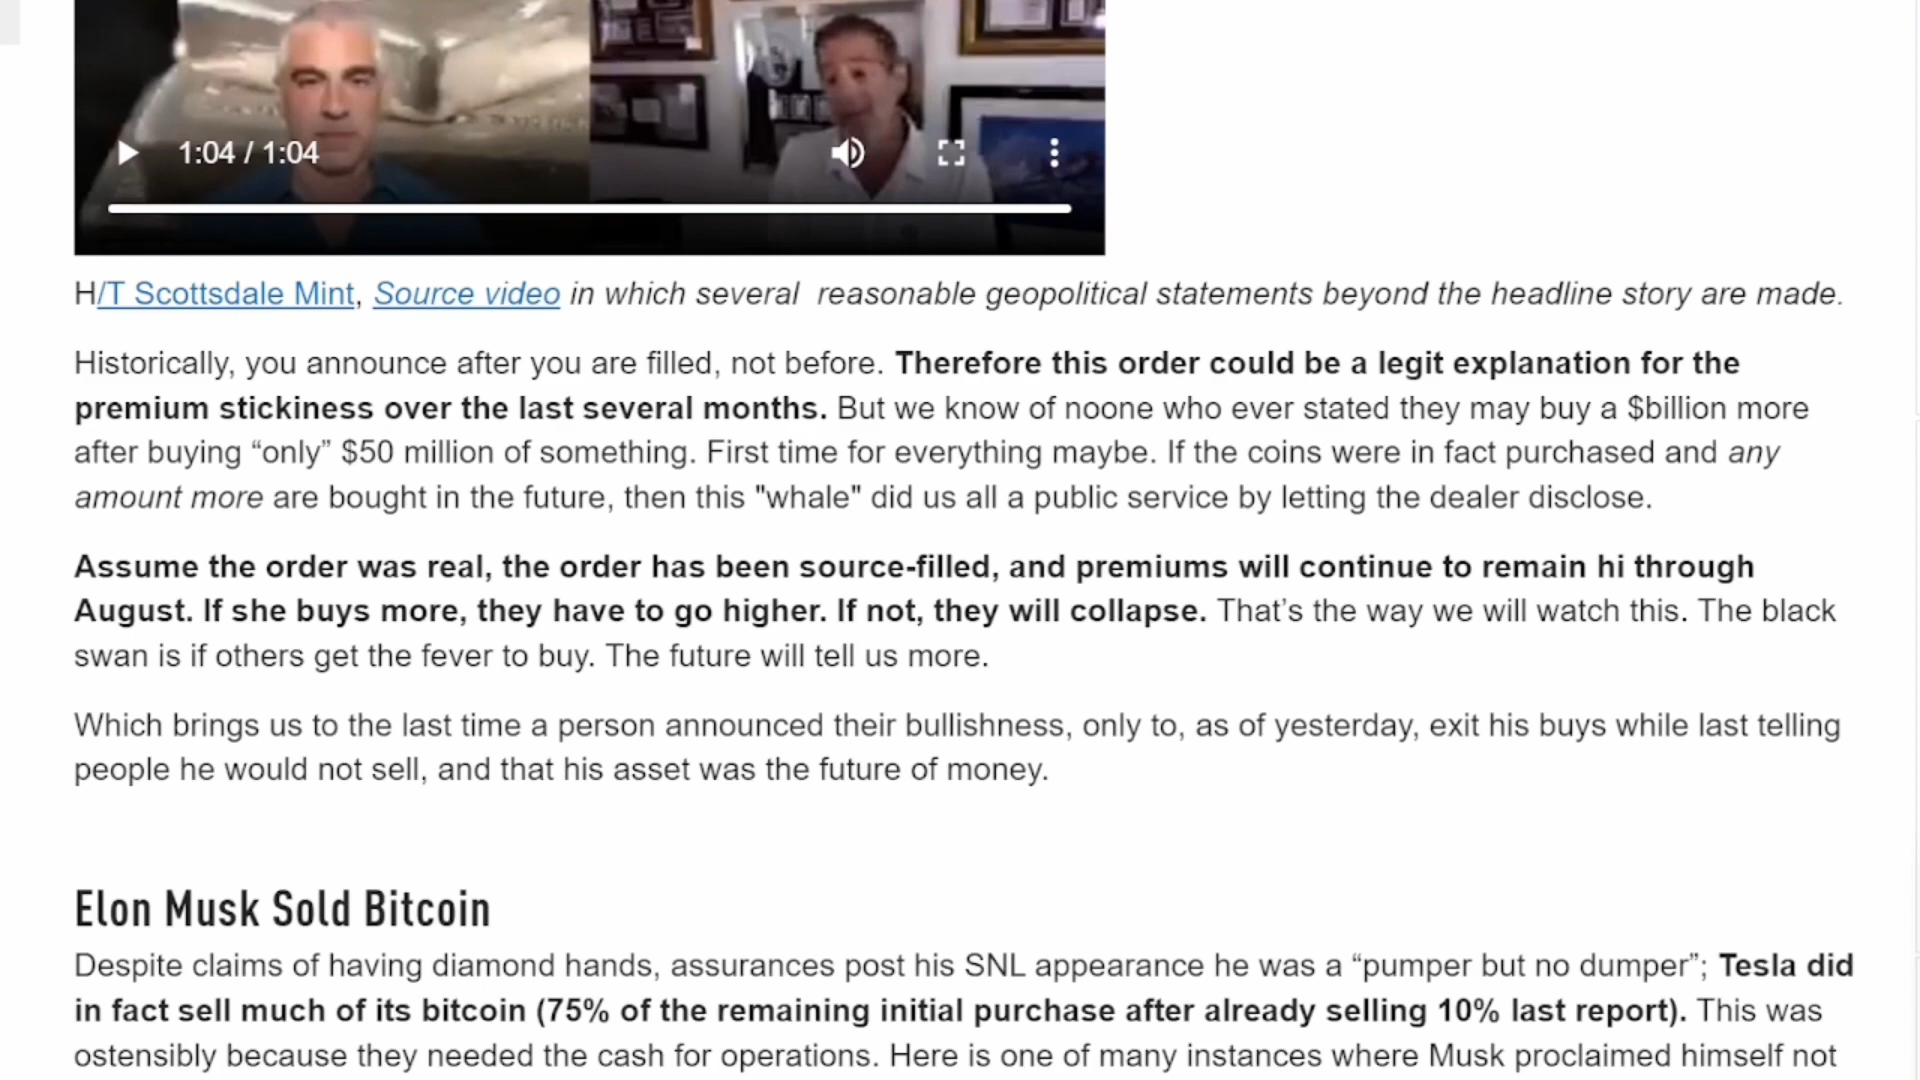 1:04 / 1:04
H/T Scottsdale Mint, Source video in which several reasonable geopolitical statements beyond the headline story are made.
Historically, you announce after you are filled, not before. Therefore this order could be a legit explanation for the
premium stickiness over the last several months. But we know of noone who ever stated they may buy a $billion more
after buying “only” $50 million of something. First time for everything maybe. If the coins were in fact purchased and any
amount more are bought in the future, then this "whale" did us all a public service by letting the dealer disclose.
Assume the order was real, the order has been source-filled, and premiums will continue to remain hi through
August. If she buys more, they have to go higher. If not, they will collapse. That’s the way we will watch this. The black
swan is if others get the fever to buy. The future will tell us more.
Which brings us to the last time a person announced their bullishness, only to, as of yesterday, exit his buys while last telling
people he would not sell, and that his asset was the future of money.
Elon Musk Sold Bitcoin
Despite claims of having diamond hands, assurances post his SNL appearance he was a “pumper but no dumper”; Tesla did
in fact sell much of its bitcoin (75% of the remaining initial purchase after already selling 10% last report). This was
ostensibly because they needed the cash for operations. Here is one of many instances where Musk proclaimed himself not